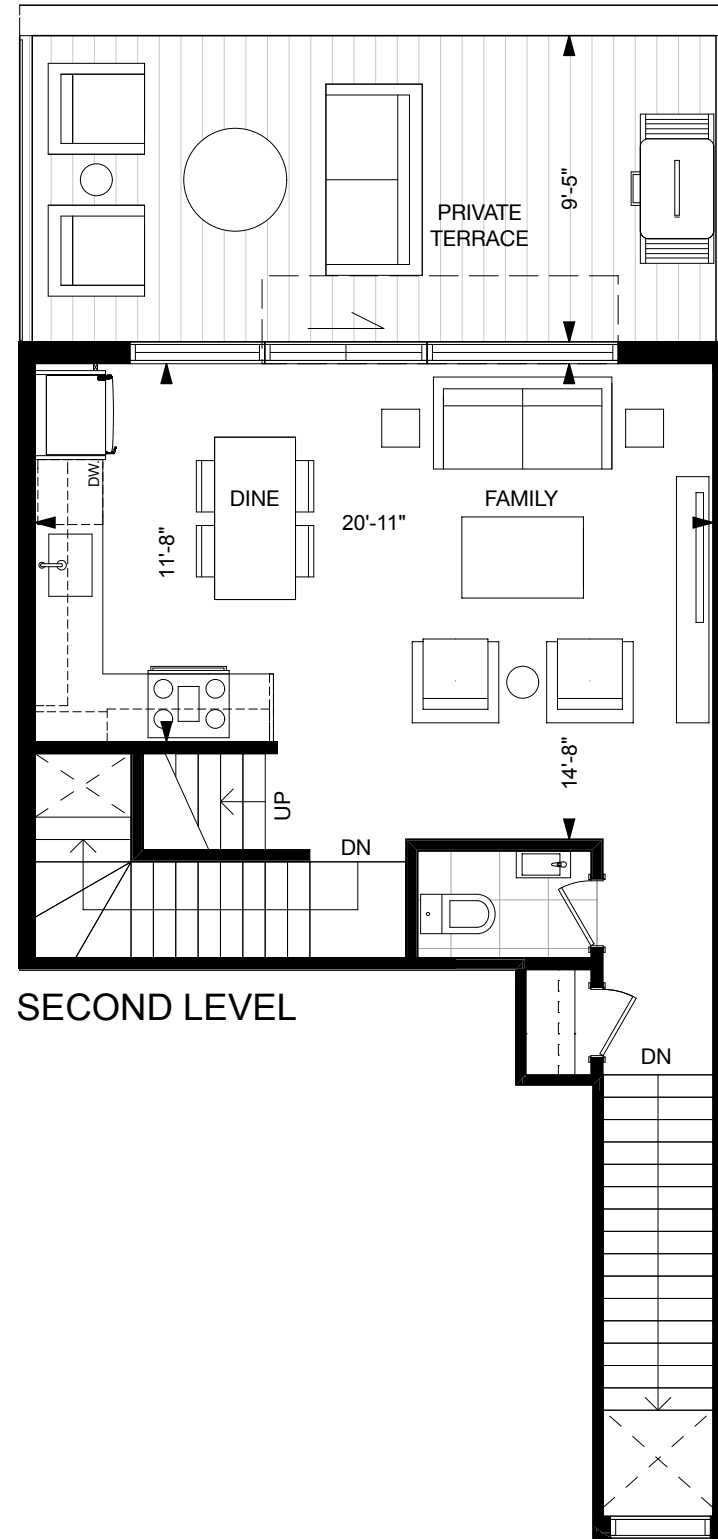 9'-5"
PRIVATE
TERRACE
DW.
DINE
FAMILY
20'-11"
11'-8"
14'-8"
UP
DN
SECOND LEVEL
DN